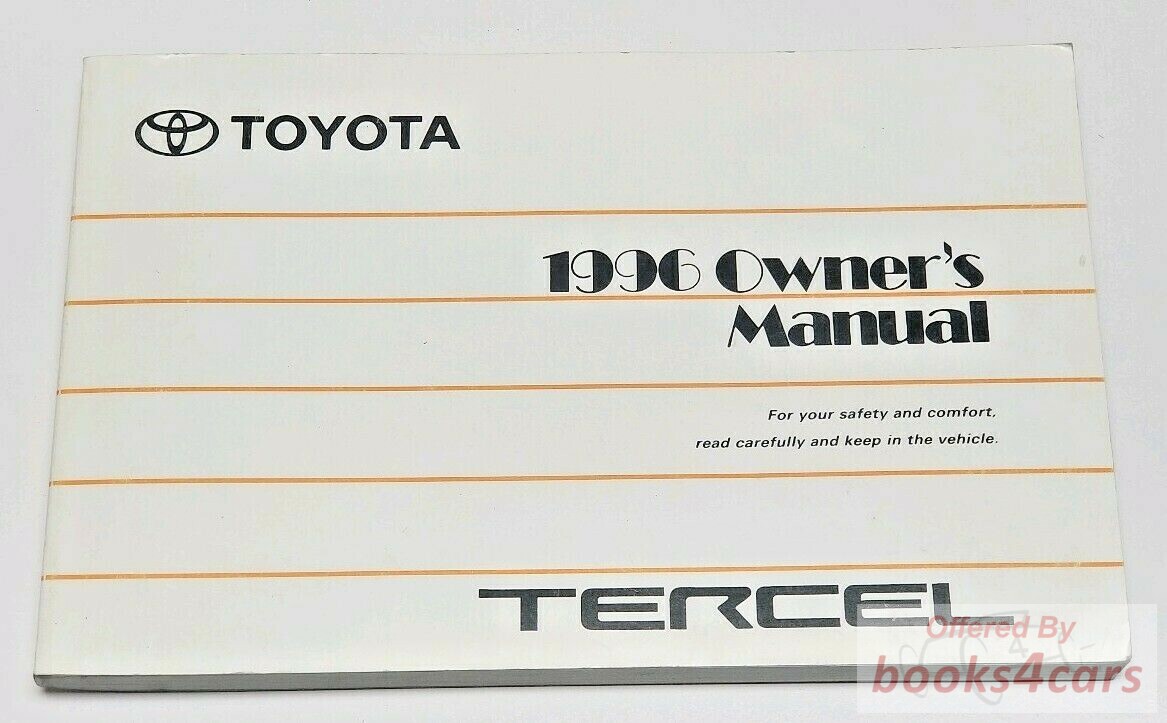 TOYOTA
1996 Owner's
Manual
For your safety and comfort,
read carefully and keep in the vehicle.
TERCEL
Offered By
books4cars